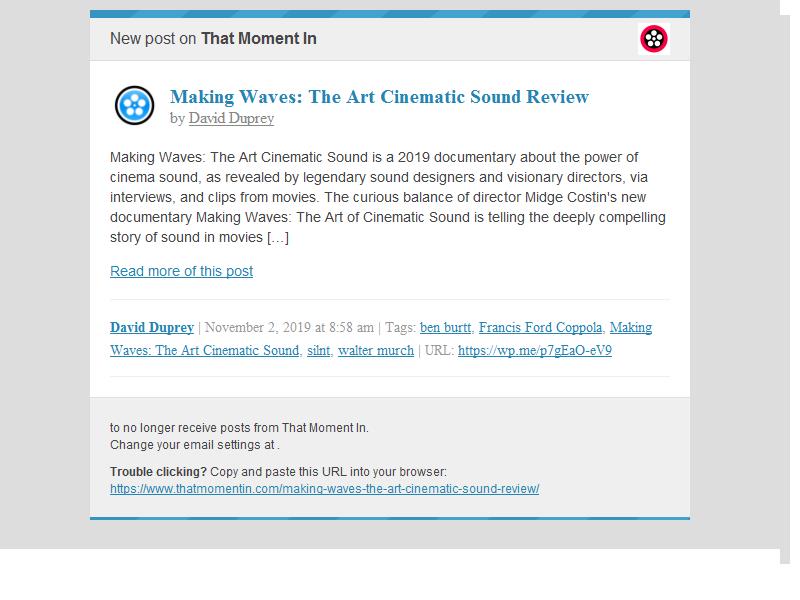 New post on That Moment In
Making Waves: The Art Cinematic Sound Review
by David Duprey
Making Waves: The Art Cinematic Sound is a 2019 documentary about the power of
cinema sound, as revealed by legendary sound designers and visionary directors, via
interviews, and clips from movies. The curious balance of director Midge Costin's new
documentary Making Waves: The Art of Cinematic Sound is telling the deeply compelling
story of sound in movies […]
Read more of this post
David Duprey | November 2, 2019 at 8:58 am | Tags: ben burtt, Francis Ford Coppola, Making
Waves: The Art Cinematic Sound, silnt, walter murch | URL: https://wp.me/p7gEaO-eV9
to no longer receive posts from That Moment In.
Change your email settings at .
Trouble clicking? Copy and paste this URL into your browser:
https://www.thatmomentin.com/making-waves-the-art-cinematic-sound-review/